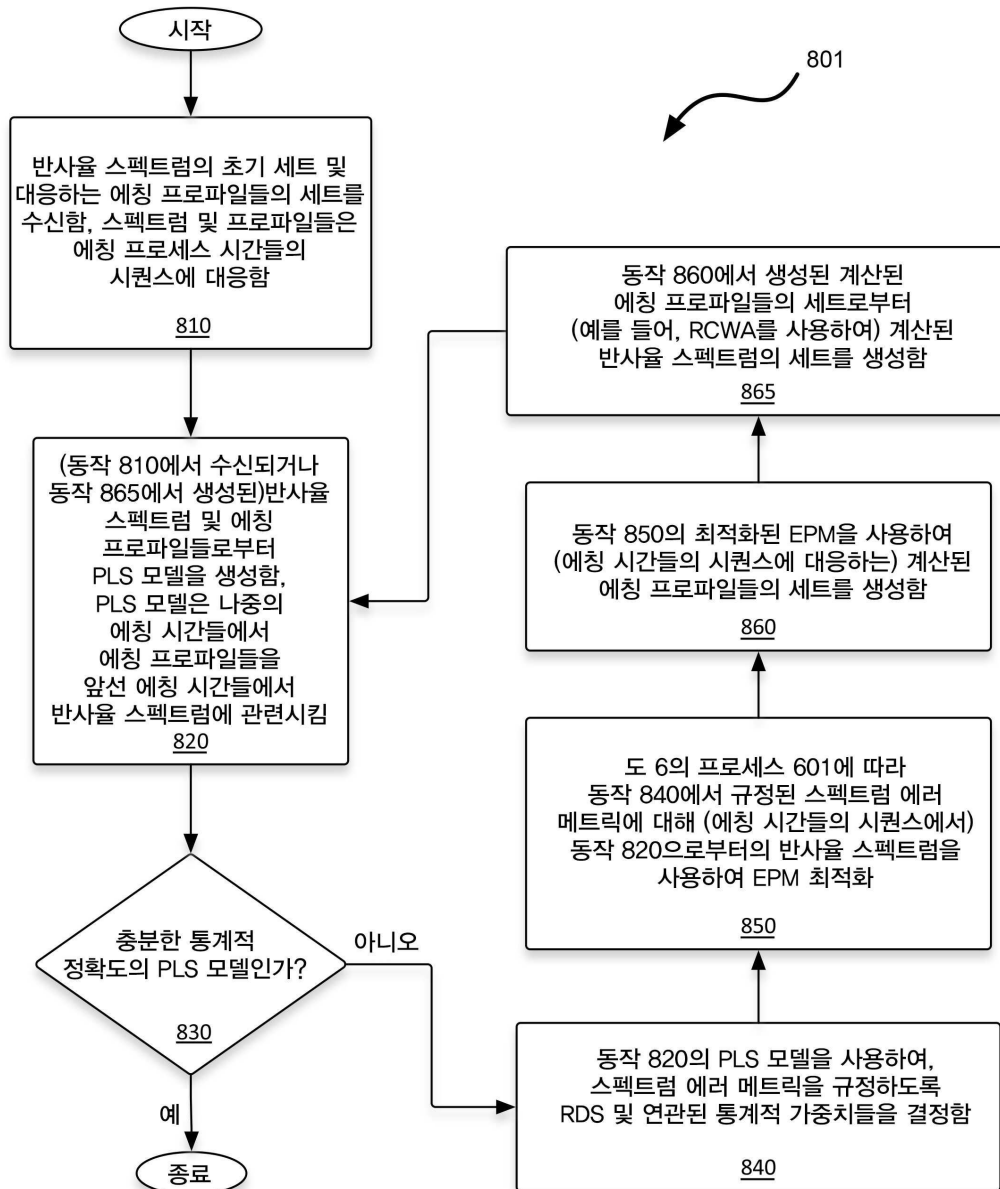 시작
801
반사율 스펙트럼의 초기 세트 및
대응하는 에칭 프로파일들의 세트를
수신함, 스펙트럼 및 프로파일들은
에칭 프로세스 시간들의
시퀀스에 대응함
810
(동작 810에서 수신되거나
동작 865에서 생성된)반사율
스펙트럼 및 에칭
프로파일들로부터
PLS 모델을 생성함,
PLS 모델은 나중의
에칭 시간들에서
에칭 프로파일들을
앞선 에칭 시간들에서
반사율 스펙트럼에 관련시킴
820
충분한 통계적
정확도의 PLS 모델인가?
830
아니오
예
종료
동작 820의 PLS 모델을 사용하여,
스펙트럼 에러 메트릭을 규정하도록
RDS 및 연관된 통계적 가중치들을 결정함
840
도 6의 프로세스 601에 따라
동작 840에서 규정된 스펙트럼 에러
메트릭에 대해 (에칭 시간들의 시퀀스에서)
동작 820으로부터의 반사율 스펙트럼을
사용하여 EPM 최적화
850
동작 850의 최적화된 EPM을 사용하여
(에칭 시간들의 시퀀스에 대응하는) 계산된
에칭 프로파일들의 세트를 생성함
860
동작 860에서 생성된 계산된
에칭 프로파일들의 세트로부터
(예를 들어, RCWA를 사용하여) 계산된
반사율 스펙트럼의 세트를 생성함
865